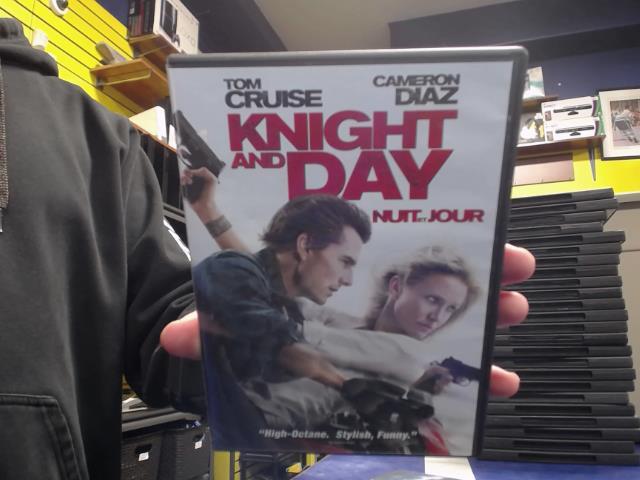 TOM CRUISE
CAMERON DIAZ
KNIGHT
AND DAY
NUIT ET JOUR
"High-Octane. Stylish, Funny."